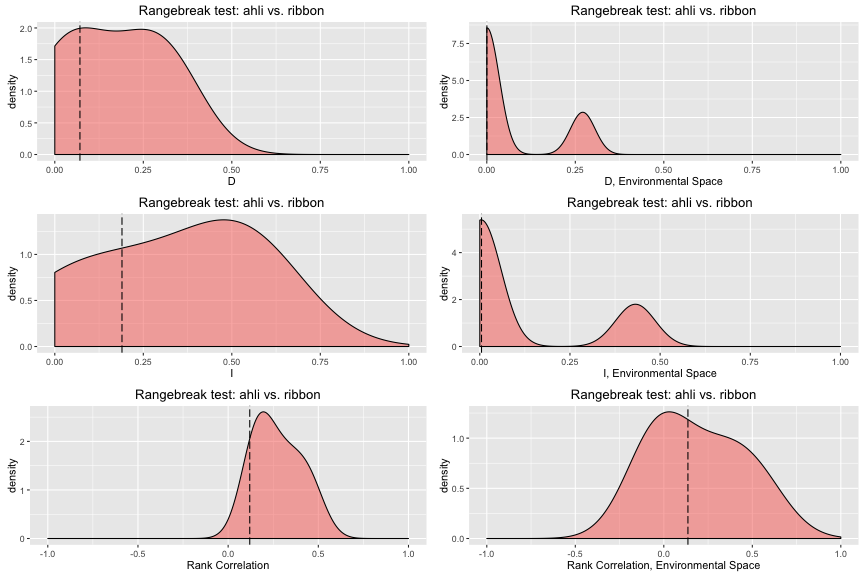 Rangebreak test: ahli vs. ribbon
density
2.0
1.5
1.0
0.5
0.0
0.00 0.25 0.50 0.75 1.00
D
Rangebreak test: ahli vs. ribbon
density
7.5
5.0
2.5
0.0
0.00 0.25 0.50 0.75 1.00
D, Environmental Space
Rangebreak test: ahli vs. ribbon
density
1.0
0.5
0.0
0.00 0.25 0.50 0.75 1.00
I
Rangebreak test: ahli vs. ribbon
density
4
2
0
0.00 0.25 0.50 0.75 1.00
I, Environmental Space
Rangebreak test: ahli vs. ribbon
density
2
1
0
-1.0 -0.5 0.0 0.5 1.0
Rank Correlation
Rangebreak test: ahli vs. ribbon
density
1.0
0.5
0.0
-1.0 -0.5 0.0 0.5 1.0
Rank Correlation, Environmental Space